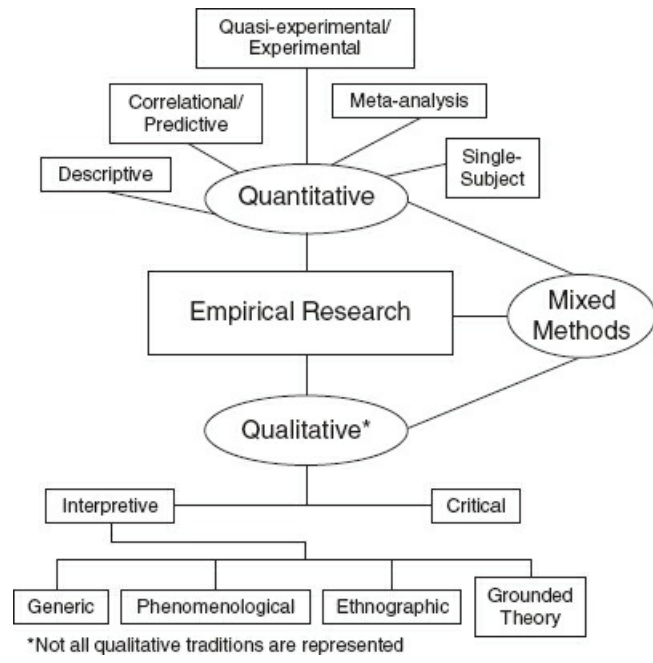 Quasi-experimental/
Experimental
Correlational/
Predictive
Meta-analysis
Descriptive
Single-
Subject
Quantitative
Empirical Research
Mixed
Methods
Qualitative*
Interpretive
Critical
Generic
Phenomenological
Ethnographic
Grounded
Theory
*Not all qualitative traditions are represented